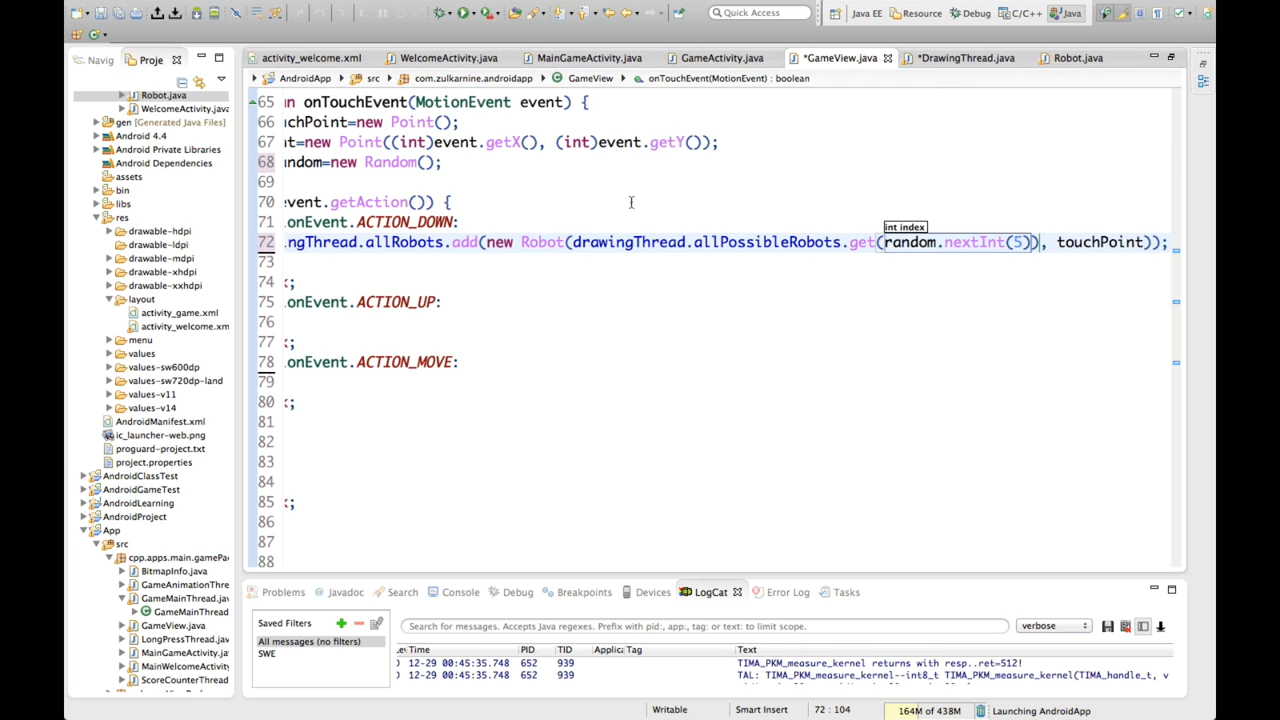 Quick Access
Java EE
Resource
Debug
C/C++
Java
Navig
Proje
activity_welcome.xml
WelcomeActivity.java
MainGameActivity.java
GameActivity.java
*GameView.java
*DrawingThread.java
Robot.java
AndroidApp
src
com.zulkarnine.androidapp
GameView
onTouchEvent(MotionEvent) : boolean
Robot.java
WelcomeActivity.java
gen [Generated Java Files]
Android 4.4
Android Private Libraries
Android Dependencies
assets
bin
libs
res
drawable-hdpi
drawable-ldpi
drawable-mdpi
drawable-xhdpi
drawable-xxhdpi
layout
activity_game.xml
activity_welcome.xm
menu
values
values-sw600dp
values-sw720dp-land
values-v11
values-v14
AndroidManifest.xml
ic_launcher-web.png
proguard-project.txt
project.properties
AndroidClassTest
AndroidGameTest
AndroidLearning
AndroidProject
App
src
cpp.apps.main.gamePa
BitmapInfo.java
GameAnimationThre
GameMainThread.jav
GameMainThread
GameView.java
LongPressThread.jav
MainGameActivity.ja
MainWelcomeActivity
ScoreCounterThread
65 n onTouchEvent(MotionEvent event) {
66 uchPoint=new Point();
67 t=new Point((int)event.getX(), (int)event.getY());
68 undom=new Random();
69
70 event.getAction()) {
71 onEvent.ACTION_DOWN:
int index
72 ngThread.allRobots.add(new Robot(drawingThread.allPossibleRobots.get(random.nextInt(5)), touchPoint));
73
74 k;
75 onEvent.ACTION_UP:
76
77 k;
78 onEvent.ACTION_MOVE:
79
80 k;
81
82
83
84
85 k;
86
87
88
Problems
Javadoc
Search
Console
Debug
Breakpoints
Devices
LogCat
Error Log
Tasks
Saved Filters
All messages (no filters)
SWE
Search for messages. Accepts Java regexes. Prefix with pid:, app:, tag: or text: to limit scope.
verbose
Time PID TID Applica Tag Text
12-29 00:45:35.748 652 939 TIMA_PKM_measure_kernel returns with resp..ret=512!
12-29 00:45:35.748 652 939 TAL: TIMA_PKM_measure_kernel--int8_t TIMA_PKM_measure_kernel(TIMA_handle_t, v
Writable
Smart Insert
72 : 104
164M of 438M
Launching AndroidApp